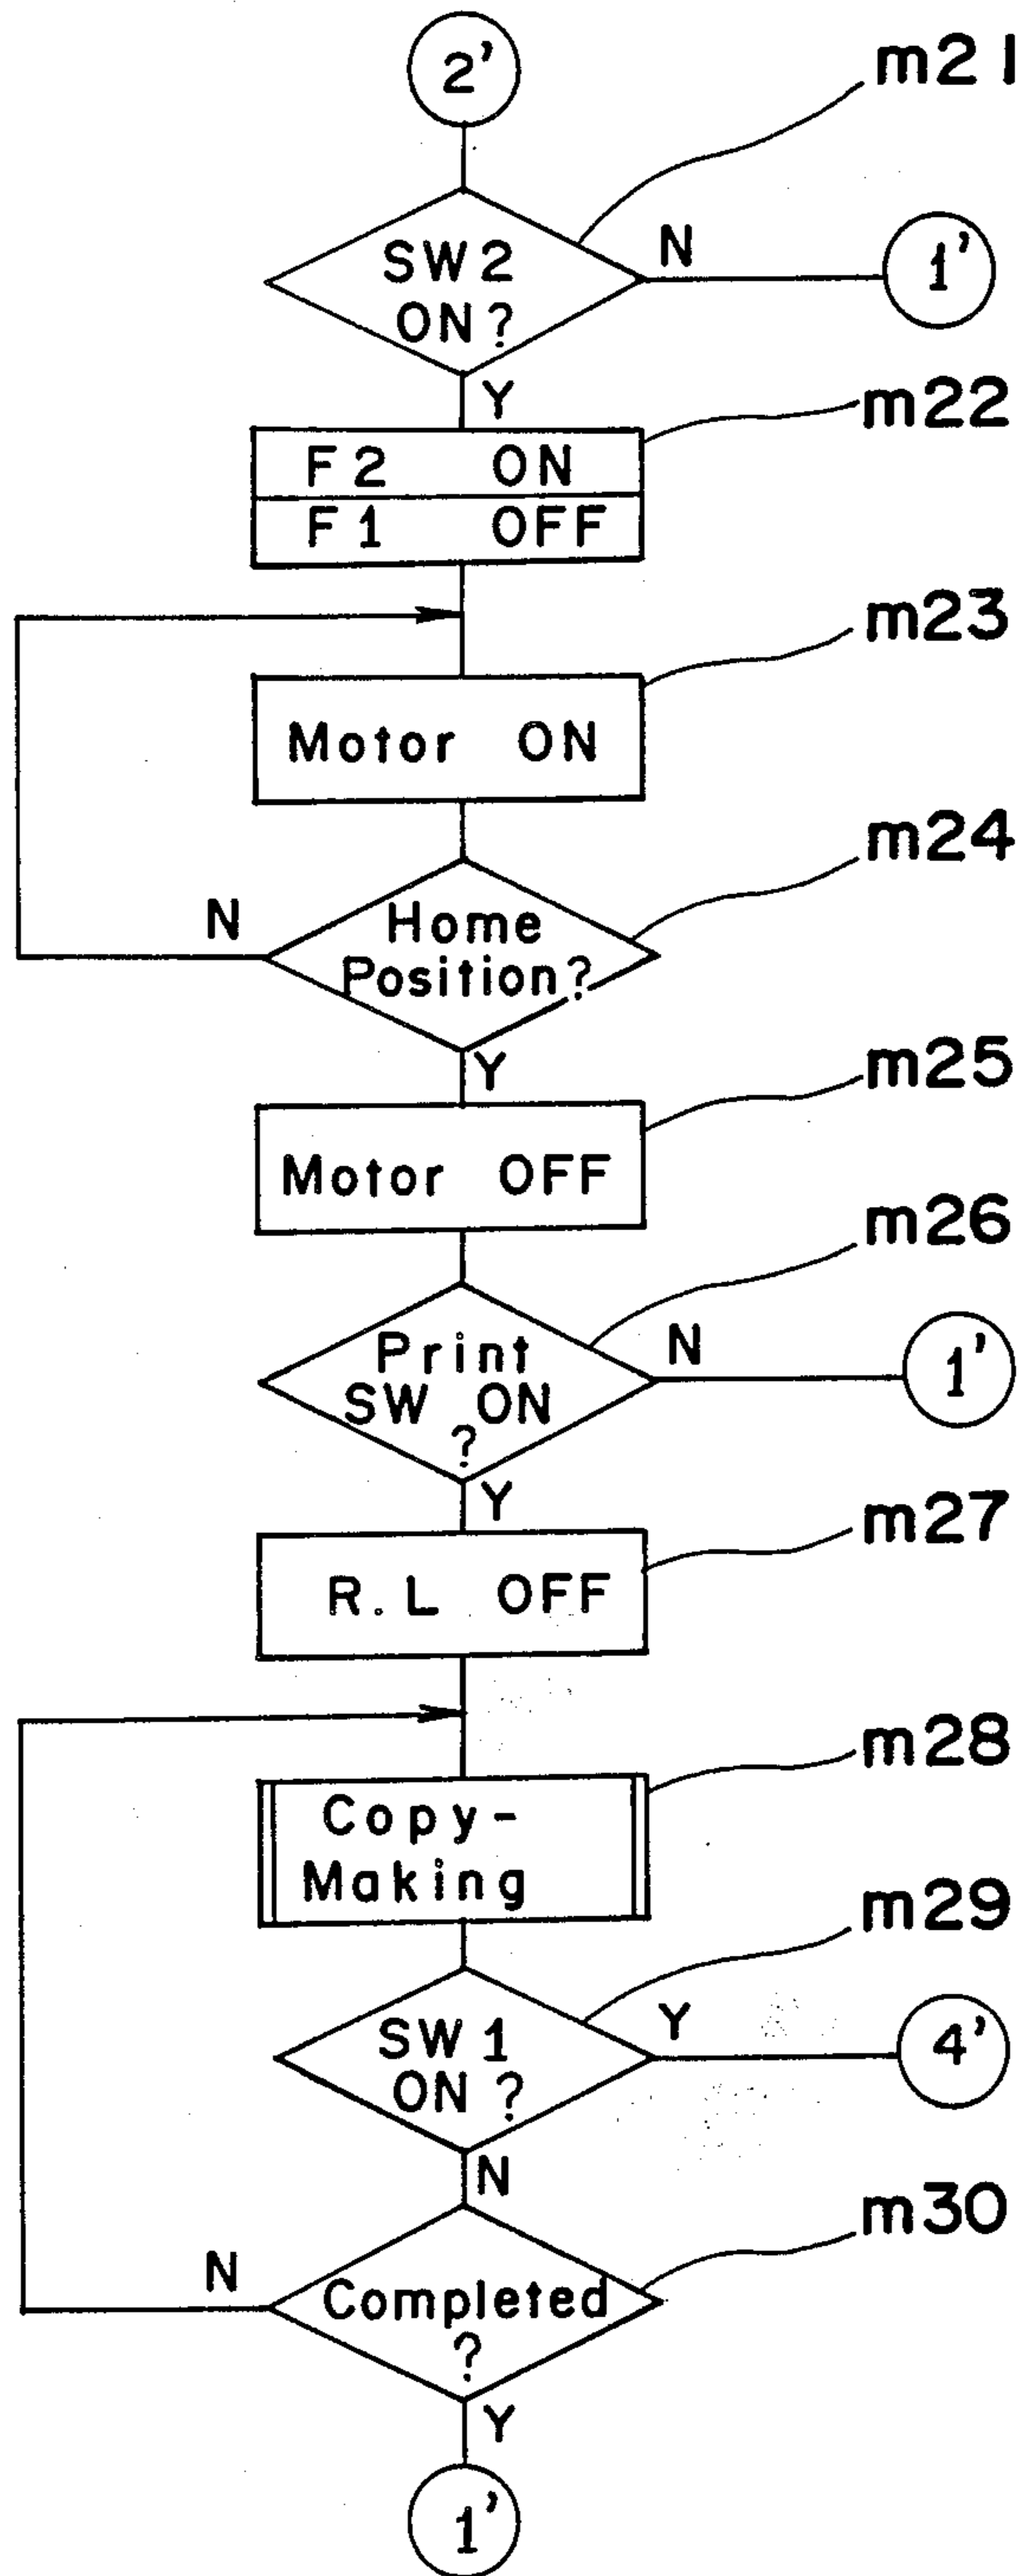 2'
m21
SW2
ON?
N
1'
Y
m22
F2 ON
F1 OFF
m23
Motor ON
m24
N
Home
Position?
Y
m25
Motor OFF
m26
Print
SW ON
?
N
1'
Y
m27
R.L OFF
m28
Copy-
Making
m29
SW1
ON?
Y
4'
N
m30
N
Completed
?
Y
1'